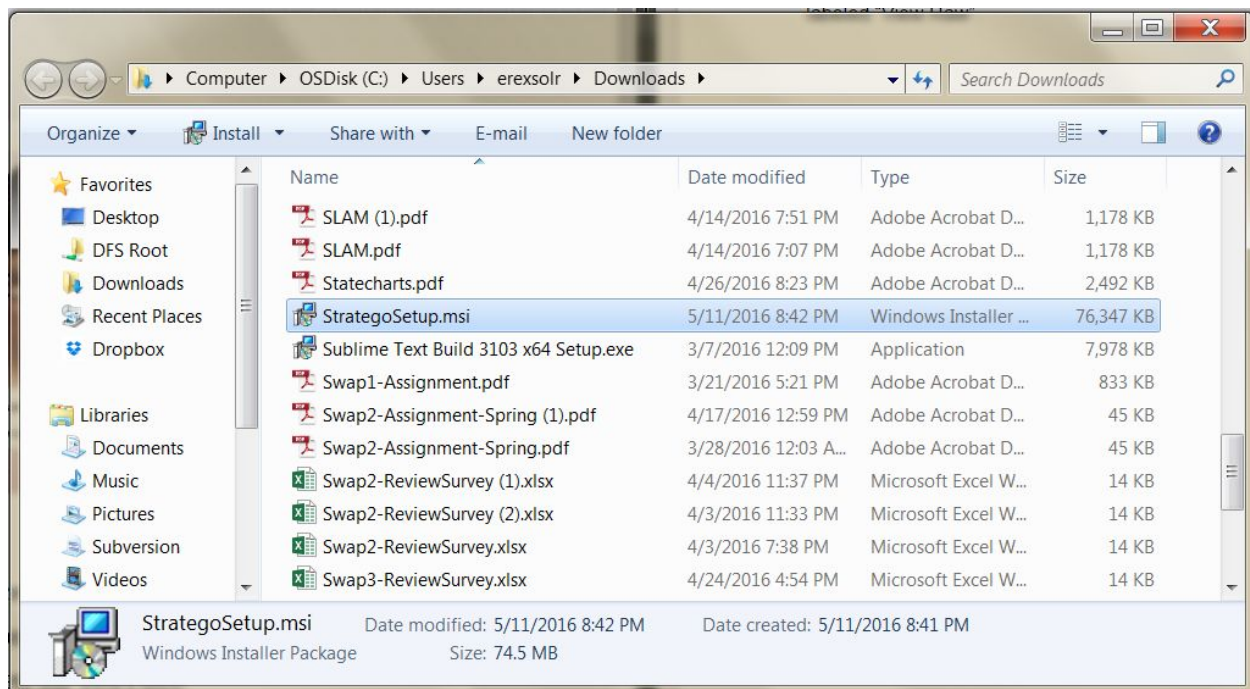 labeled "View Raw"
Computer OSDisk (C:) Users erexsolr Downloads Search Downloads
Organize Install Share with E-mail New folder
Favorites
Desktop
DFS Root
Downloads
Recent Places
Dropbox
Libraries
Documents
Music
Pictures
Subversion
Videos
Name Date modified Type Size
SLAM (1).pdf 4/14/2016 7:51 PM Adobe Acrobat D... 1,178 KB
SLAM.pdf 4/14/2016 7:07 PM Adobe Acrobat D... 1,178 KB
Statecharts.pdf 4/26/2016 8:23 PM Adobe Acrobat D... 2,492 KB
StrategoSetup.msi 5/11/2016 8:42 PM Windows Installer ... 76,347 KB
Sublime Text Build 3103 x64 Setup.exe 3/7/2016 12:09 PM Application 7,978 KB
Swap1-Assignment.pdf 3/21/2016 5:21 PM Adobe Acrobat D... 833 KB
Swap2-Assignment-Spring (1).pdf 4/17/2016 12:59 PM Adobe Acrobat D... 45 KB
Swap2-Assignment-Spring.pdf 3/28/2016 12:03 A... Adobe Acrobat D... 45 KB
Swap2-ReviewSurvey (1).xlsx 4/4/2016 11:37 PM Microsoft Excel W... 14 KB
Swap2-ReviewSurvey (2).xlsx 4/3/2016 11:33 PM Microsoft Excel W... 14 KB
Swap2-ReviewSurvey.xlsx 4/3/2016 7:38 PM Microsoft Excel W... 14 KB
Swap3-ReviewSurvey.xlsx 4/24/2016 4:54 PM Microsoft Excel W... 14 KB
StrategoSetup.msi Date modified: 5/11/2016 8:42 PM Date created: 5/11/2016 8:41 PM
Windows Installer Package Size: 74.5 MB